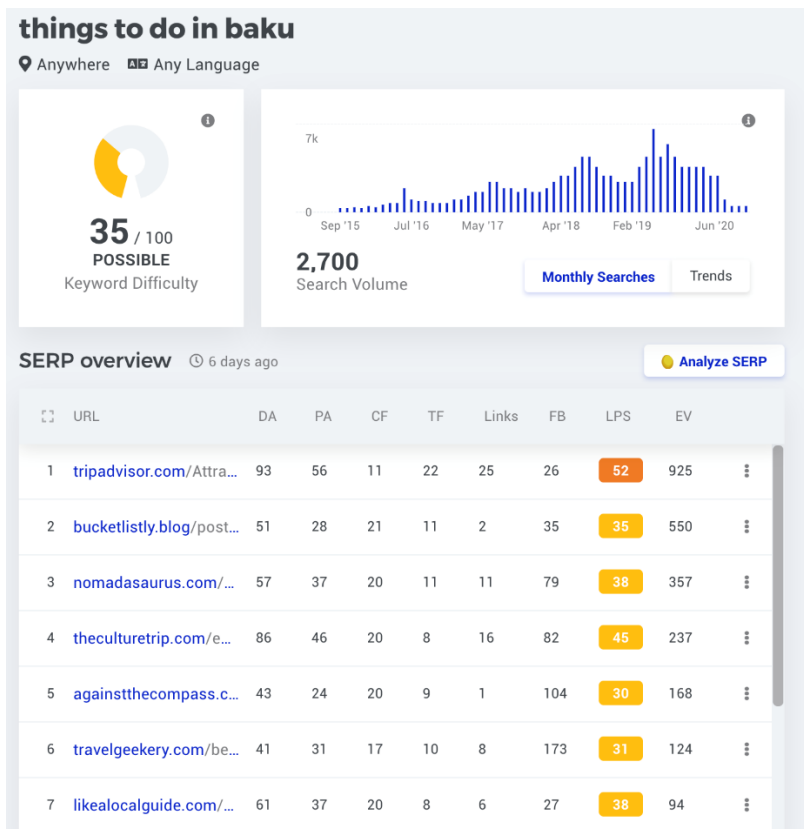 things to do in baku
Anywhere Any Language
7k
0
Sep '15 Jul '16 May '17 Apr '18 Feb '19 Jun '20
35 / 100
POSSIBLE
Keyword Difficulty
2,700
Search Volume
Monthly Searches Trends
SERP overview 6 days ago Analyze SERP
URL DA PA CF TF Links FB LPS EV
1 tripadvisor.com/Attra... 93 56 11 22 25 26 52 925
2 bucketlistly.blog/post... 51 28 21 11 2 35 35 550
3 nomadasaurus.com/... 57 37 20 11 11 79 38 357
4 theculturetrip.com/e... 86 46 20 8 16 82 45 237
5 againstthecompass.c... 43 24 20 9 1 104 30 168
6 travelgeekery.com/be... 41 31 17 10 8 173 31 124
7 likealocalguide.com/... 61 37 20 8 6 27 38 94